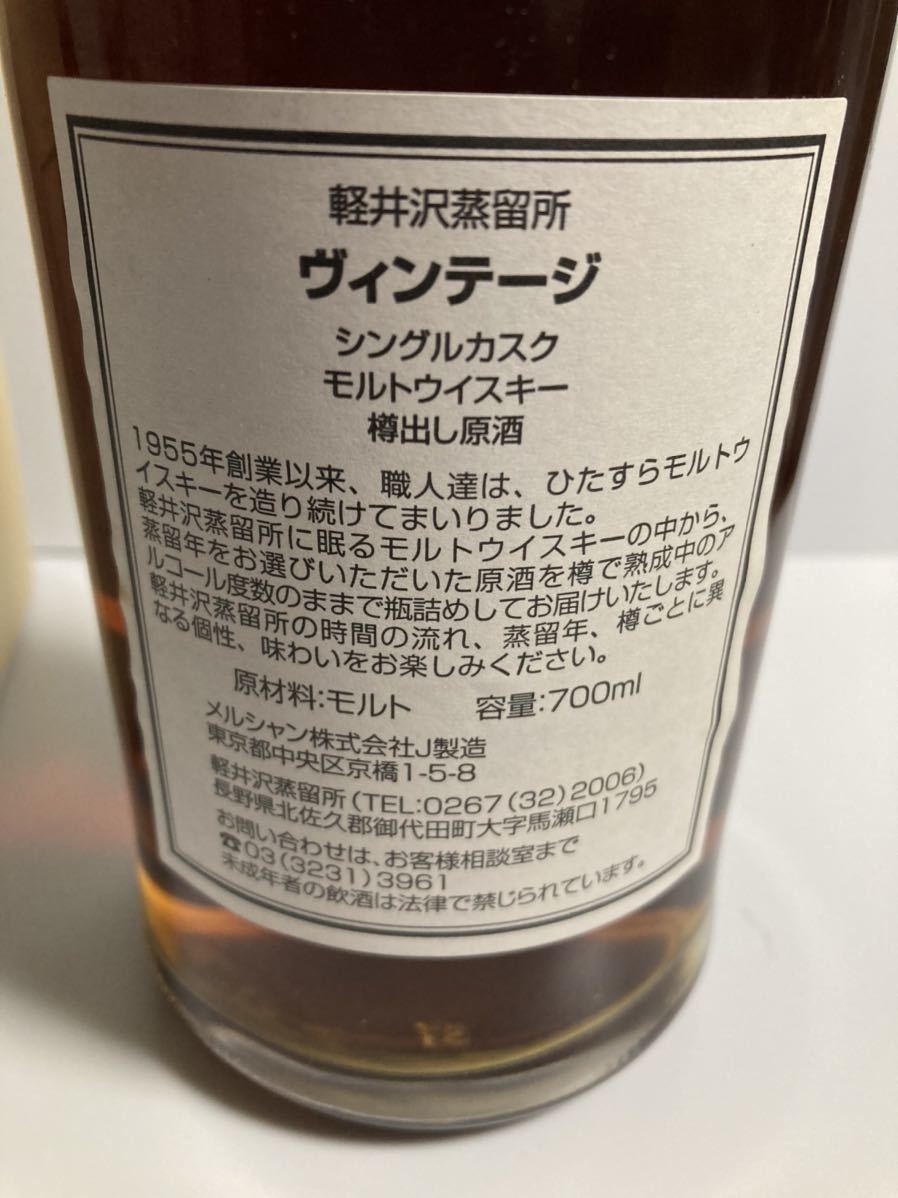 軽井沢蒸留所
ヴィンテージ
シングルカスク
モルトウイスキー
樽出し原酒
1955年創業以来、職人達は、ひたすらモルトウ
イスキーを造り続けてまいりました。
軽井沢蒸留所に眠るモルトウイスキーの中から、
蒸留年をお選びいただいた原酒を樽で熟成中のア
ルコール度数のままで瓶詰めしてお届けいたします。
軽井沢蒸留所の時間の流れ、蒸留年、樽ごとに異
なる個性、味わいをお楽しみください。
原材料:モルト 容量:700ml
メルシャン株式会社J製造
東京都中央区京橋1-5-8
軽井沢蒸留所(TEL:0267(32)2006)
長野県北佐久郡御代田町大字馬瀬口1795
お問い合わせは、お客様相談室まで
☎03(3231)3961
未成年者の飲酒は法律で禁じられています。